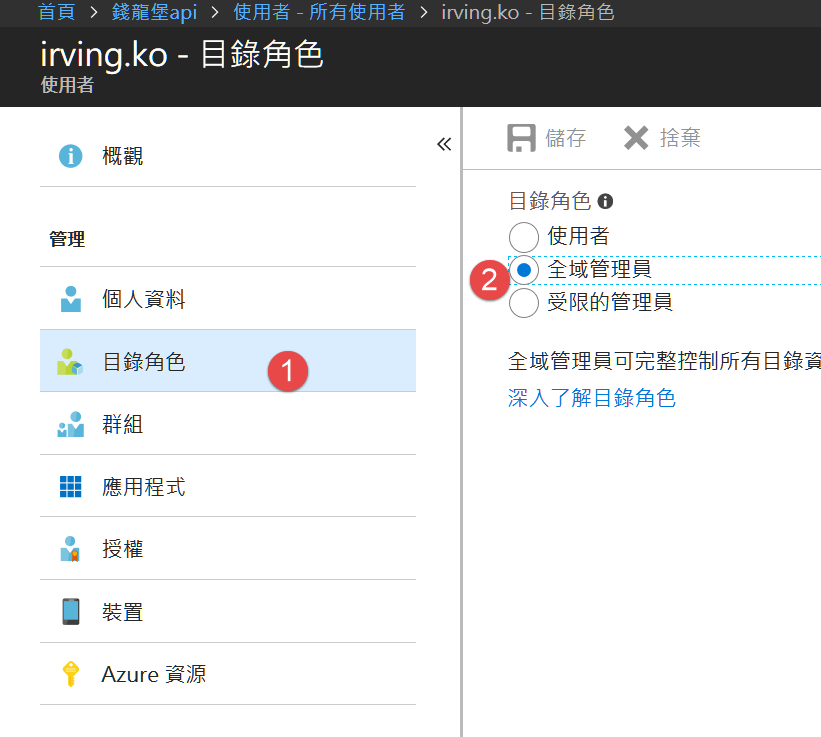 首頁 > 錢龍堡api > 使用者 - 所有使用者 > irving.ko - 目錄角色
irving.ko - 目錄角色
使用者
概觀
管理
個人資料
目錄角色 1
群組
應用程式
授權
裝置
Azure 資源
儲存 捨棄
目錄角色
使用者
2 全域管理員
受限的管理員
全域管理員可完整控制所有目錄資
深入了解目錄角色